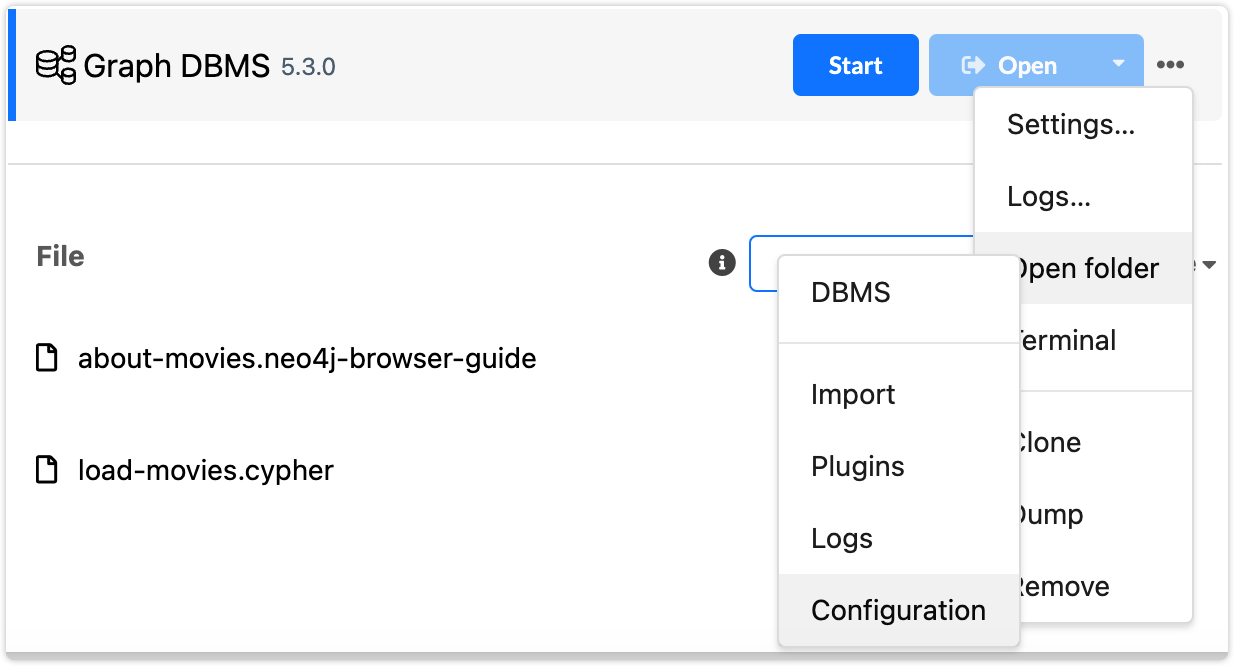 Graph DBMS 5.3.0
Start
Open
Settings...
Logs...
Open folder
Terminal
Clone
Dump
Remove
File
DBMS
Import
Plugins
Logs
Configuration
about-movies.neo4j-browser-guide
load-movies.cypher